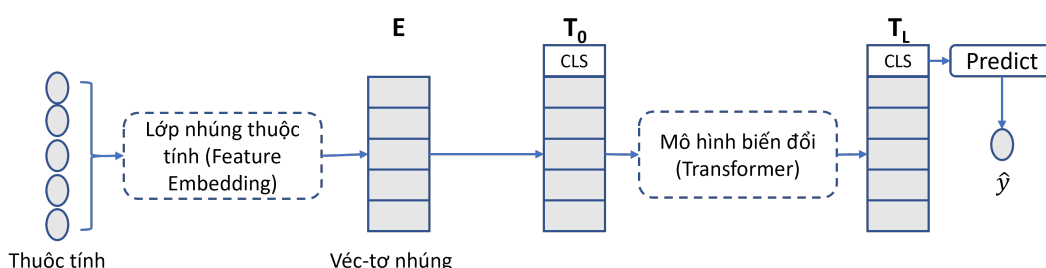 E
T0
TL
CLS
CLS
Predict
Lớp nhúng thuộc
tính (Feature
Embedding)
Mô hình biến đổi
(Transformer)
ŷ
Thuộc tính
Véc-tơ nhúng